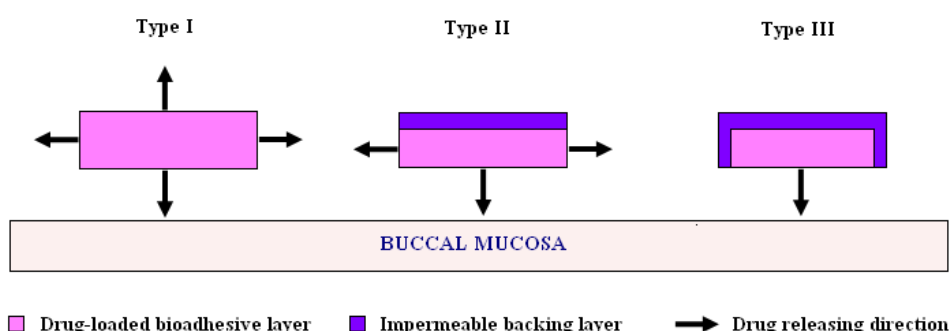 Type I Type II Type III
BUCCAL MUCOSA
Drug-loaded bioadhesive layer Impermeable backing layer Drug releasing direction